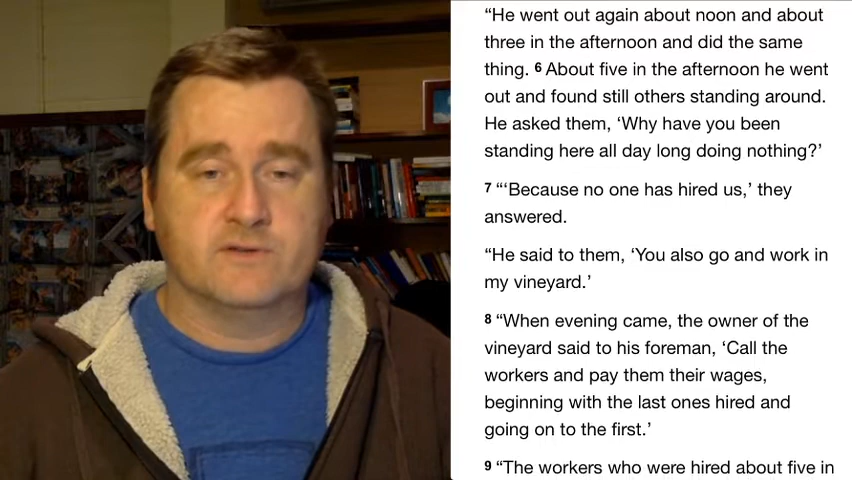 “He went out again about noon and about
three in the afternoon and did the same
thing. 6 About five in the afternoon he went
out and found still others standing around.
He asked them, ‘Why have you been
standing here all day long doing nothing?’
7 “‘Because no one has hired us,’ they
answered.
“He said to them, ‘You also go and work in
my vineyard.’
8 “When evening came, the owner of the
vineyard said to his foreman, ‘Call the
workers and pay them their wages,
beginning with the last ones hired and
going on to the first.’
9 “The workers who were hired about five in